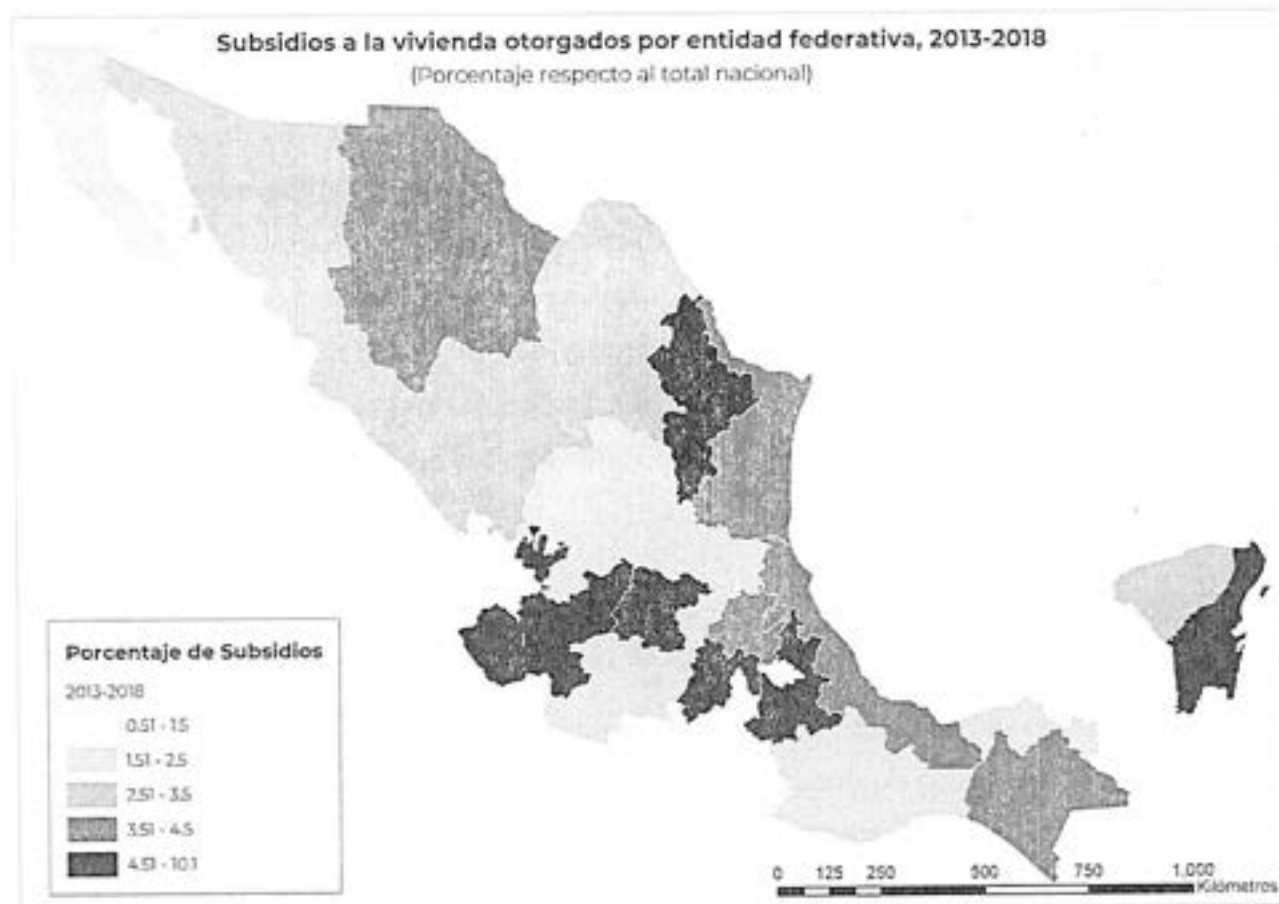 Subsidios a la vivienda otorgados por entidad federativa, 2013-2018
(Porcentaje respecto al total nacional)
Porcentaje de Subsidios
2013-2018
0.51 - 1.5
1.51 - 2.5
2.51 - 3.5
3.51 - 4.5
4.51 - 10.1
0 125 250 500 750 1,000
Kilómetros